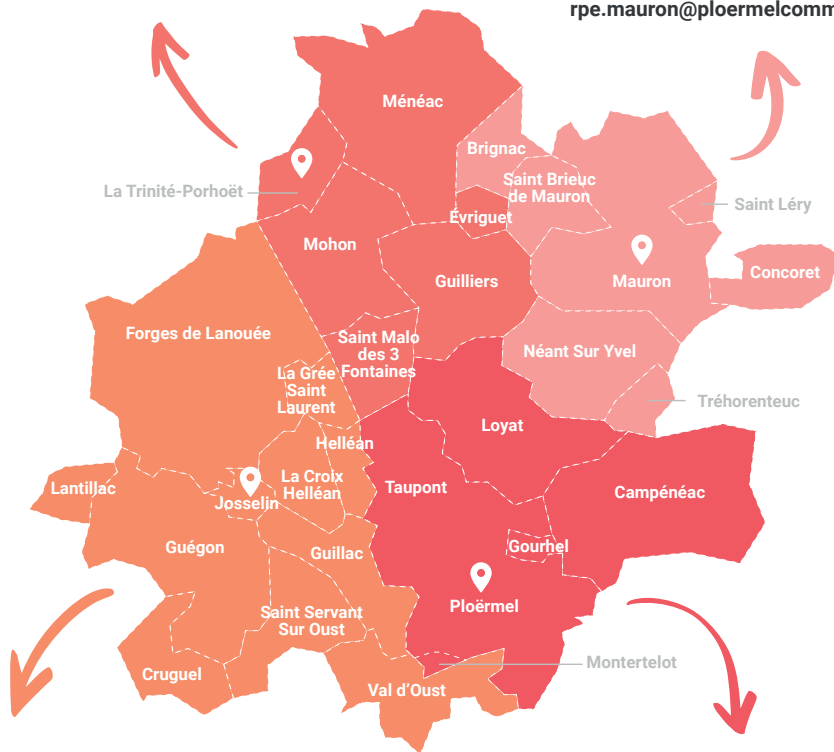 rpe.mauron@ploermelcomm
Ménéac
Brignac
La Trinité-Porhoët
Saint Brieuc
de Mauron
Saint Léry
Évriguet
Mohon
Guilliers
Mauron
Concoret
Forges de Lanouée
Saint Malo
des 3
Fontaines
Néant Sur Yvel
La Grée
Saint
Laurent
Tréhorenteuc
Loyat
Helléan
La Croix
Helléan
Lantillac
Josselin
Taupont
Campénéac
Guégon
Guillac
Gourhel
Ploërmel
Saint Servant
Sur Oust
Montertelot
Cruguel
Val d’Oust